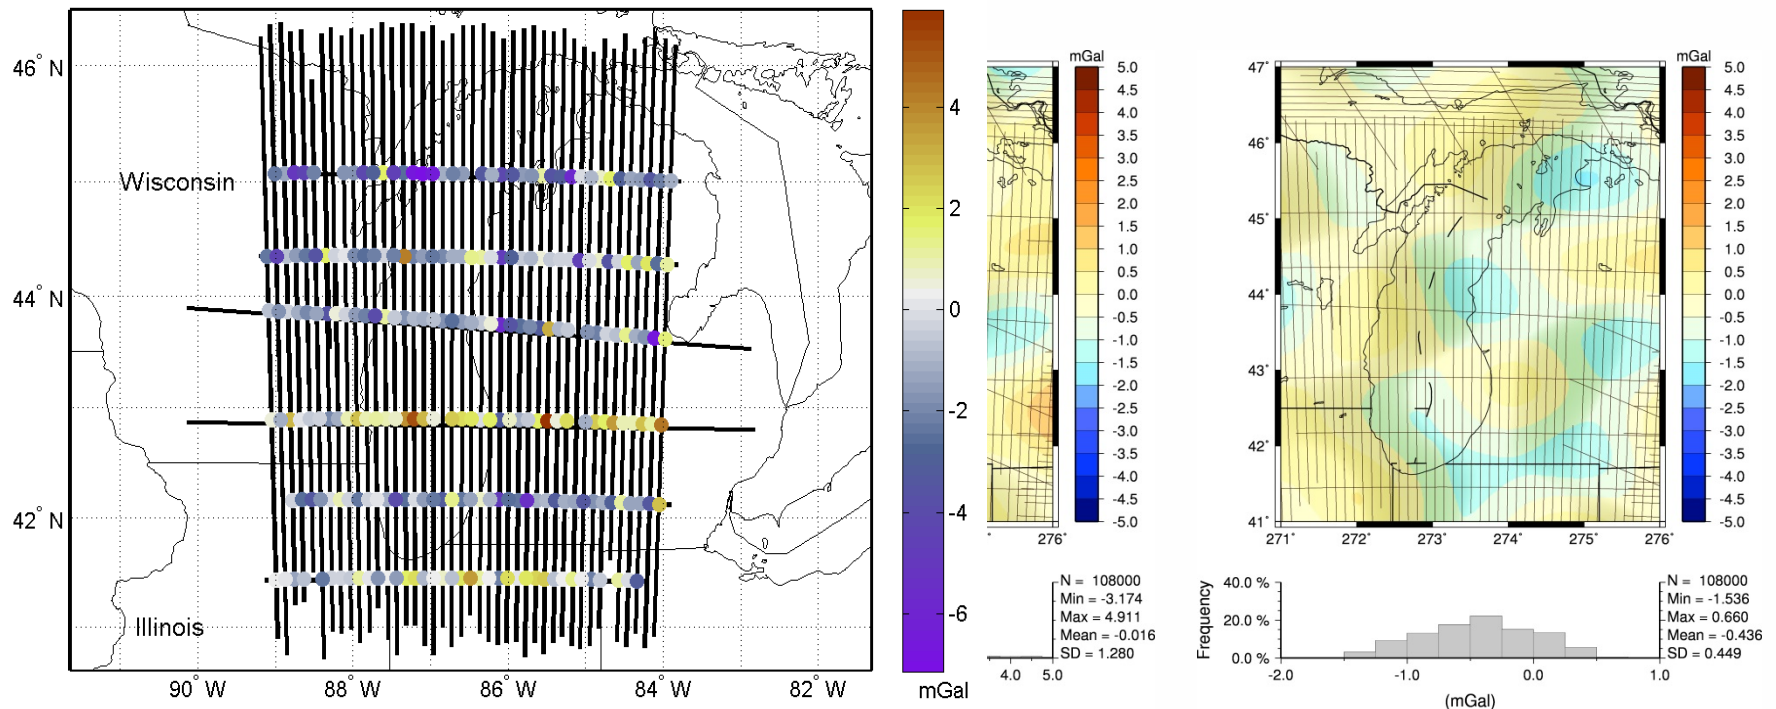 46° N
44° N
42° N
90° W
88° W
86° W
84° W
82° W
Wisconsin
Illinois
4
2
0
-2
-4
-6
mGal
276°
mGal
5.0
4.5
4.0
3.5
3.0
2.5
2.0
1.5
1.0
0.5
0.0
-0.5
-1.0
-1.5
-2.0
-2.5
-3.0
-3.5
-4.0
-4.5
-5.0
4.0 5.0
N = 108000
Min = -3.174
Max = 4.911
Mean = -0.016
SD = 1.280
47°
46°
45°
44°
43°
42°
41°
271° 272° 273° 274° 275° 276°
mGal
5.0
4.5
4.0
3.5
3.0
2.5
2.0
1.5
1.0
0.5
0.0
-0.5
-1.0
-1.5
-2.0
-2.5
-3.0
-3.5
-4.0
-4.5
-5.0
Frequency
40.0 %
20.0 %
0.0 %
-2.0 -1.0 0.0 1.0
(mGal)
N = 108000
Min = -1.536
Max = 0.660
Mean = -0.436
SD = 0.449